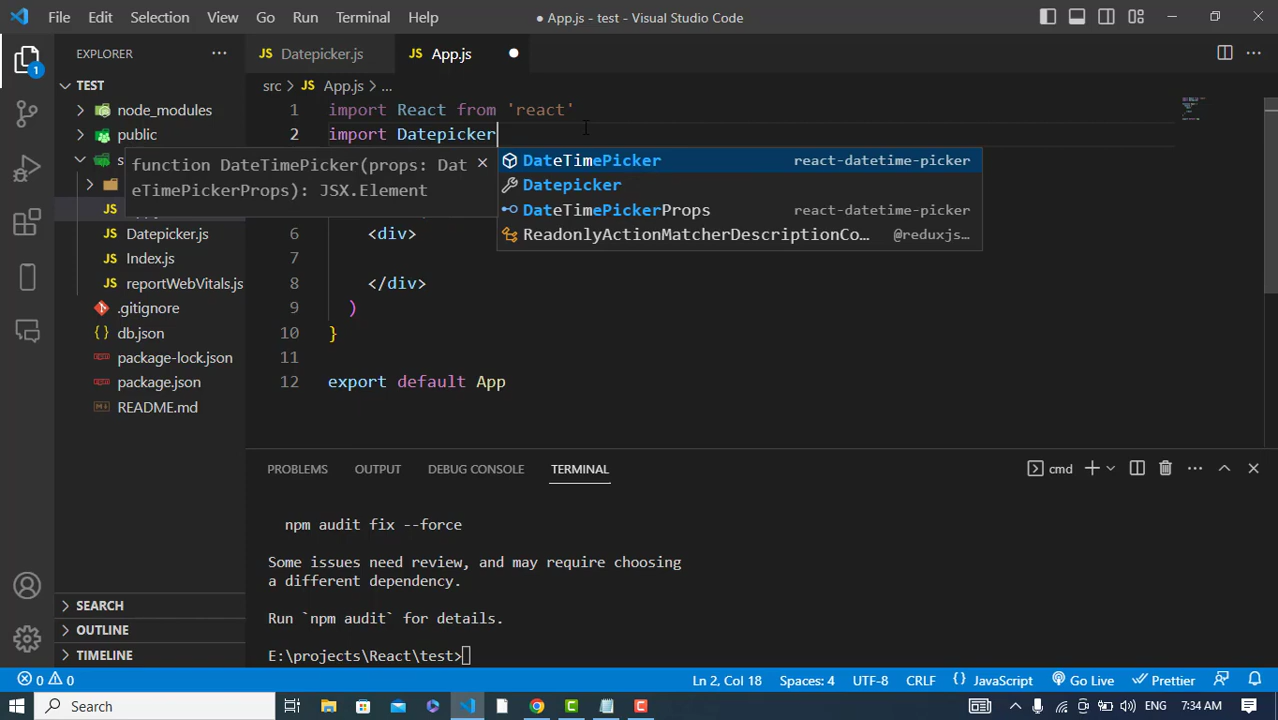 File Edit Selection View Go Run Terminal Help
● App.js - test - Visual Studio Code
EXPLORER
JS Datepicker.js
JS App.js
TEST
src > JS App.js > ...
node_modules
public
s
1
JS Datepicker.js
JS Index.js
JS reportWebVitals.js
.gitignore
{ } db.json
package-lock.json
package.json
README.md
SEARCH
OUTLINE
TIMELINE
1 import React from 'react'
2 import Datepicker
function DateTimePicker(props: Dat
eTimePickerProps): JSX.Element
DateTimePicker react-datetime-picker
Datepicker
DateTimePickerProps react-datetime-picker
ReadonlyActionMatcherDescriptionCo... @reduxjs...
6 <div>
7
8 </div>
9 )
10 }
11
12 export default App
PROBLEMS OUTPUT DEBUG CONSOLE TERMINAL
cmd
npm audit fix --force
Some issues need review, and may require choosing
a different dependency.
Run `npm audit` for details.
E:\projects\React\test>
0 0
Ln 2, Col 18 Spaces: 4 UTF-8 CRLF { } JavaScript Go Live Prettier
Search
ENG 7:34 AM